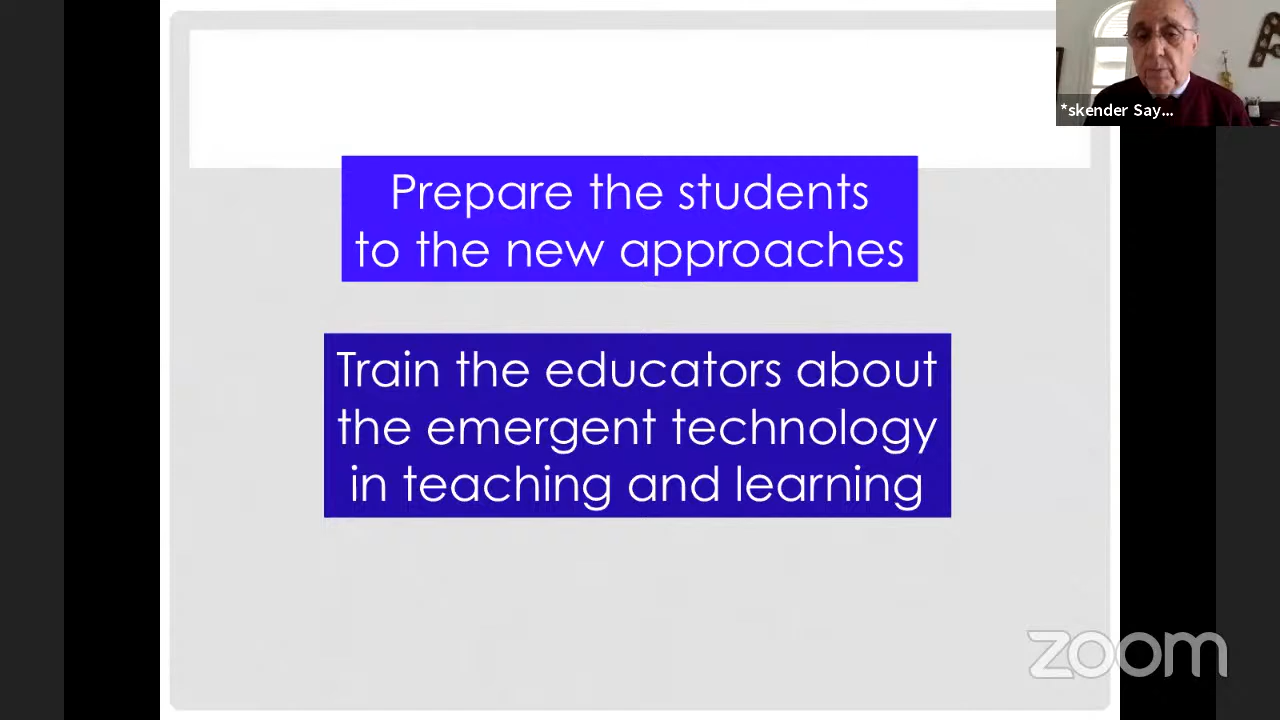 *skender Say...
Prepare the students
to the new approaches
Train the educators about
the emergent technology
in teaching and learning
zoom